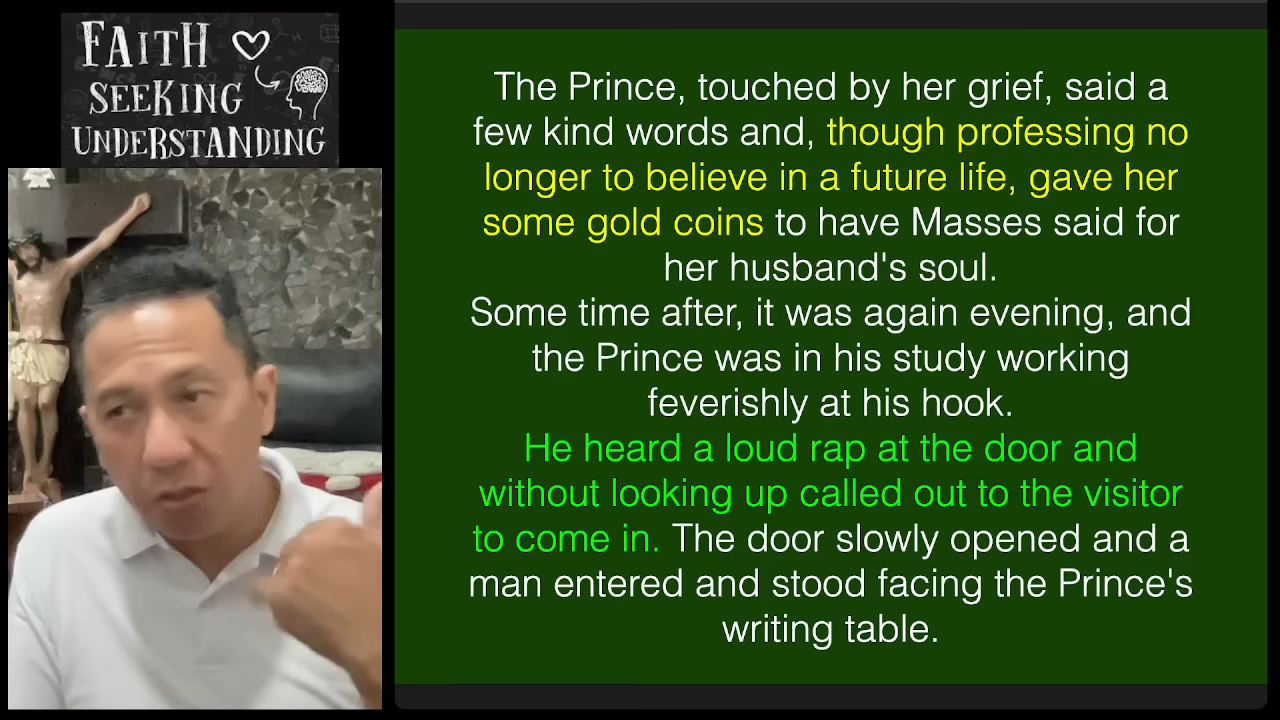 FAITH
SEEKING
UNDERSTANDING
The Prince, touched by her grief, said a
few kind words and, though professing no
longer to believe in a future life, gave her
some gold coins to have Masses said for
her husband's soul.
Some time after, it was again evening, and
the Prince was in his study working
feverishly at his hook.
He heard a loud rap at the door and
without looking up called out to the visitor
to come in. The door slowly opened and a
man entered and stood facing the Prince's
writing table.